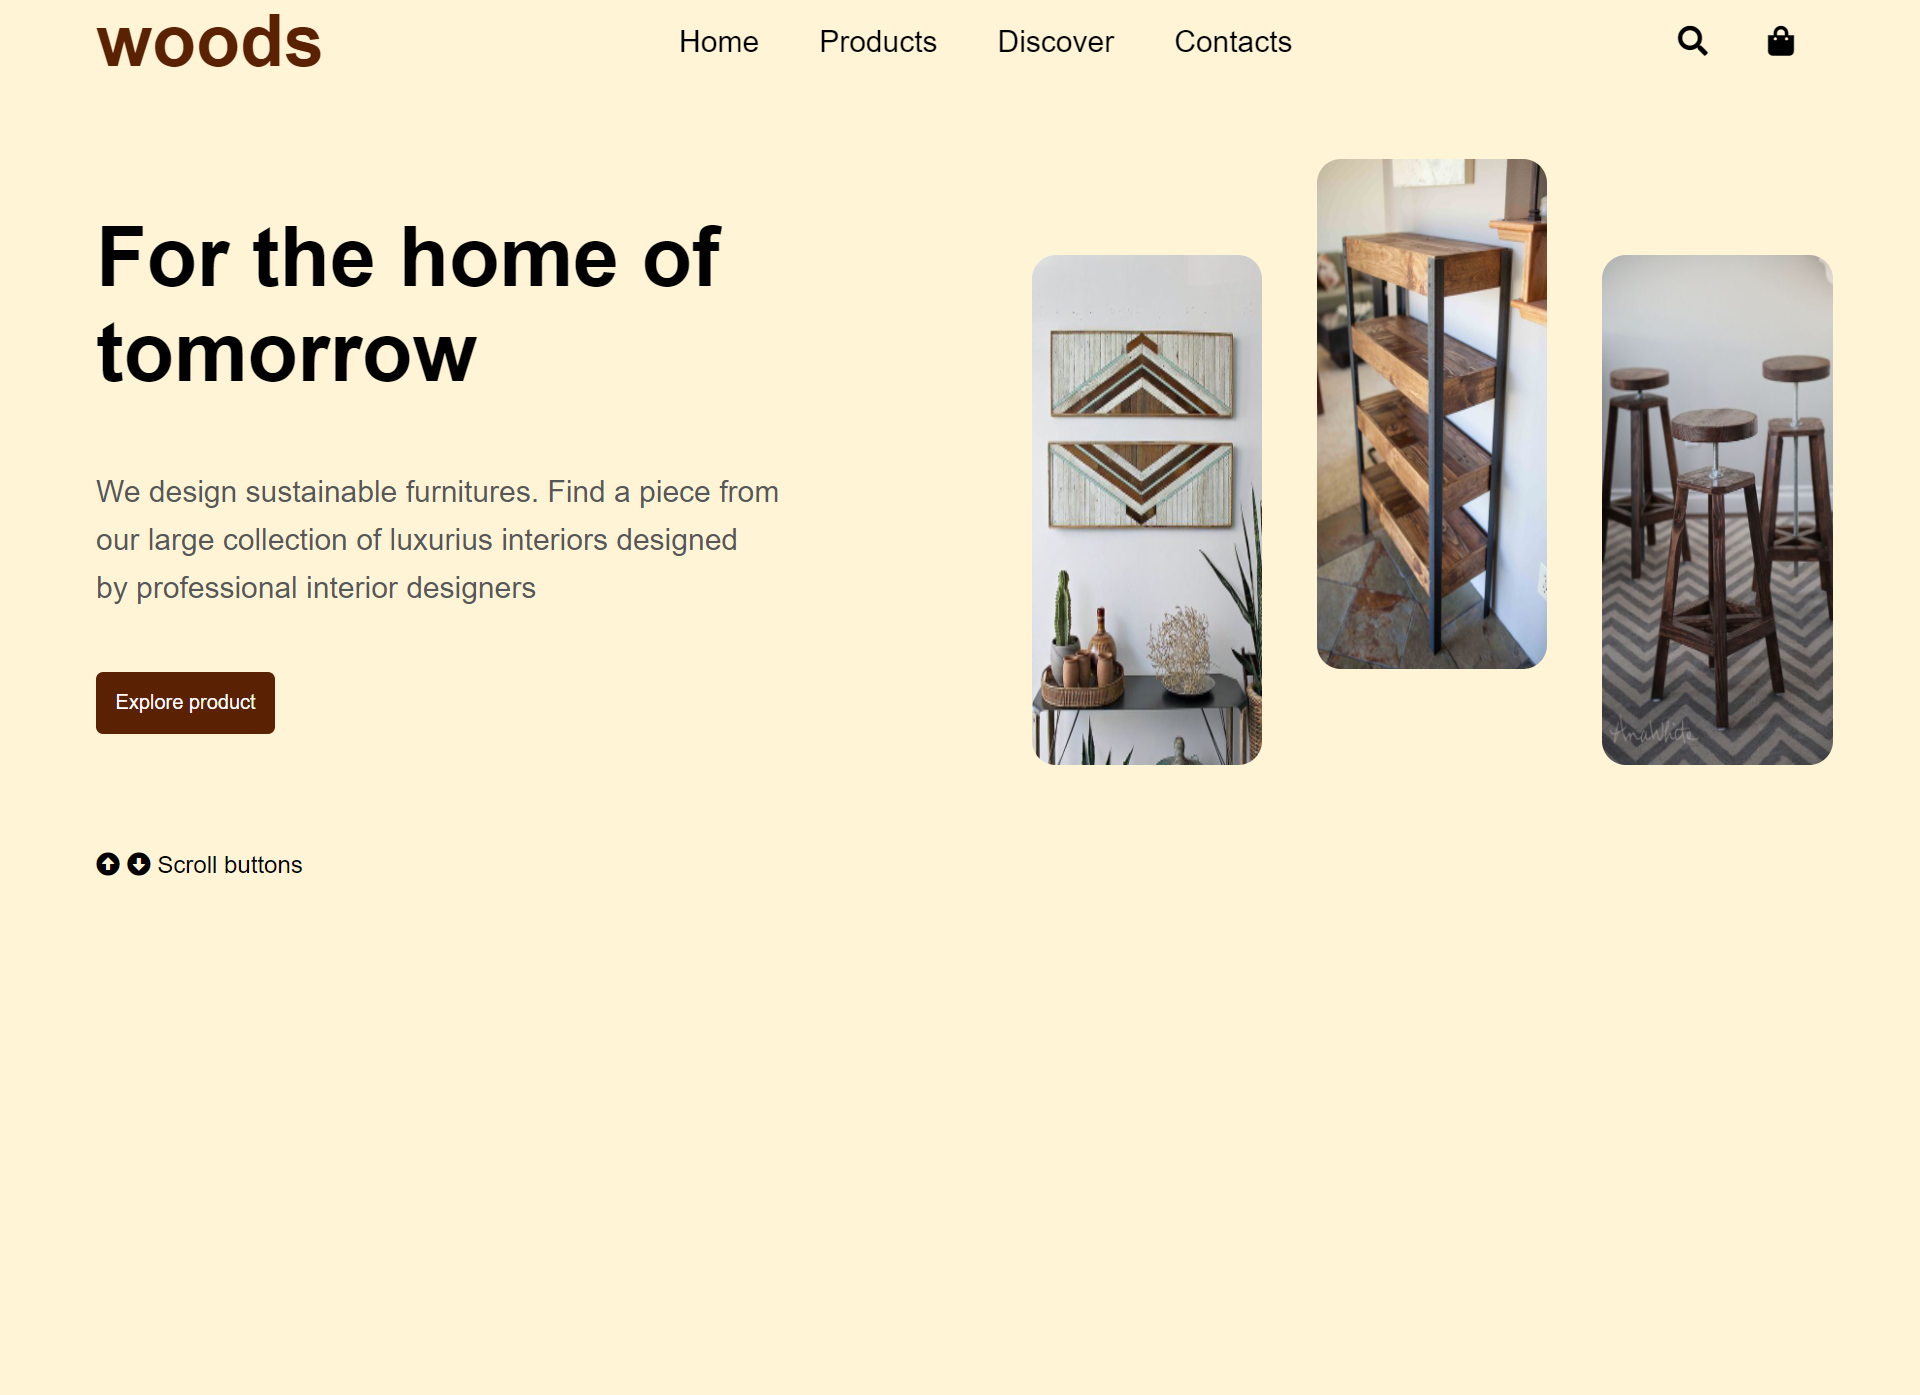 woods
Home Products Discover Contacts
For the home of
tomorrow
We design sustainable furnitures. Find a piece from
our large collection of luxurius interiors designed
by professional interior designers
Explore product
AnaWhite
Scroll buttons